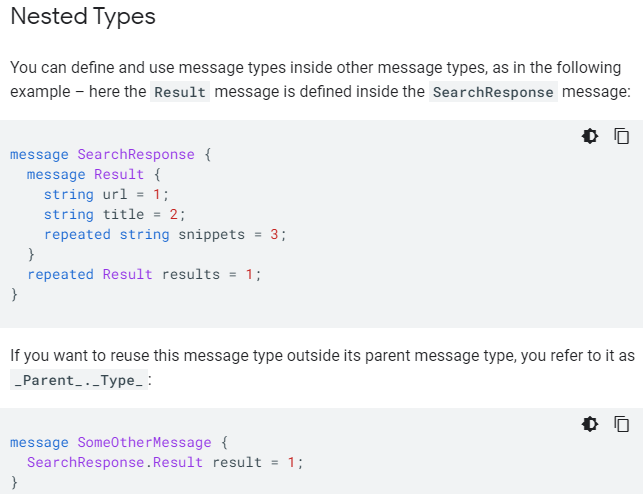 Nested Types
You can define and use message types inside other message types, as in the following
example – here the Result message is defined inside the SearchResponse message:
message SearchResponse {
  message Result {
    string url = 1;
    string title = 2;
    repeated string snippets = 3;
  }
  repeated Result results = 1;
}
If you want to reuse this message type outside its parent message type, you refer to it as
_Parent_._Type_:
message SomeOtherMessage {
  SearchResponse.Result result = 1;
}